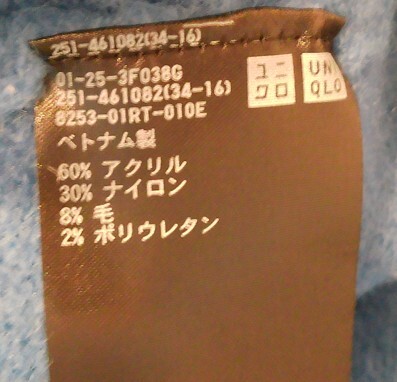 251-461082(34-16)
01-25-3F038G
251-461082(34-16)
8253-01RT-010E
ユニ
クロ
UNI
QLO
ベトナム製
60% アクリル
30% ナイロン
8% 毛
2% ポリウレタン